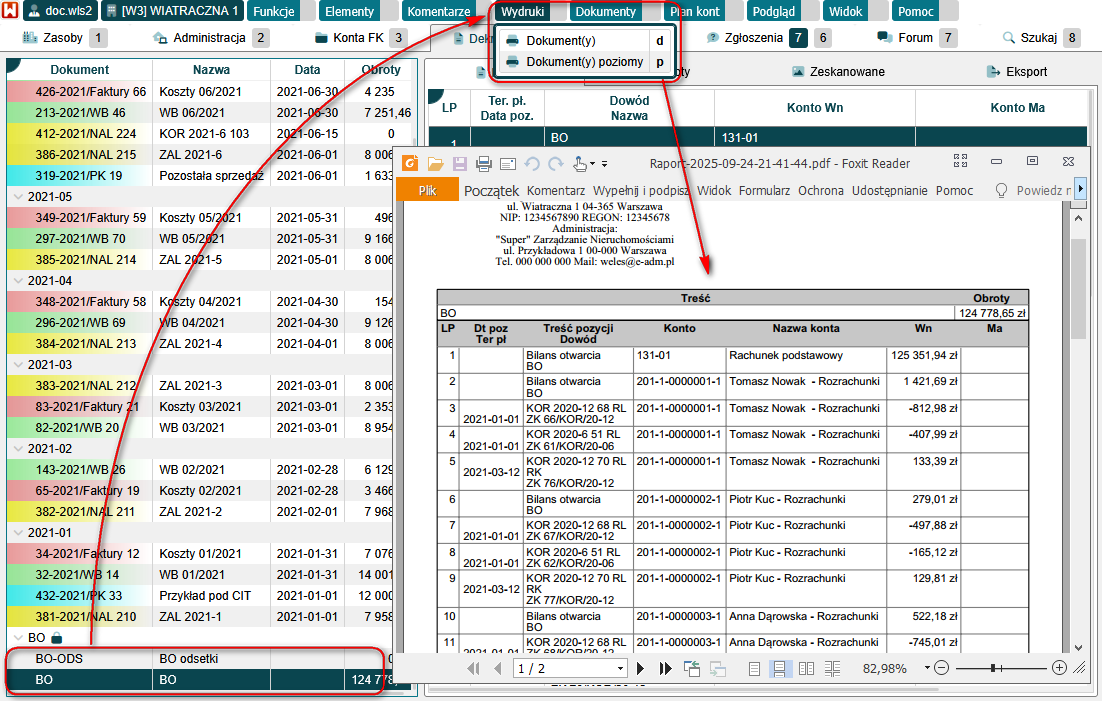 doc.wls2 [W3] WIATRACZNA 1 Funkcje Elementy Komentarze Wydruki Dokumenty Plan kont Podgląd Widok Pomoc
Zasoby 1 Administracja 2 Konta FK 3 Zgłoszenia 7 6 Forum 7 Szukaj 8
Dokument(y) d
Dokument(y) poziomy p
Zeskanowane Eksport
Dokument Nazwa Data Obroty
426-2021/Faktury 66 Koszty 06/2021 2021-06-30 4 235
213-2021/WB 46 WB 06/2021 2021-06-30 7 251,46
412-2021/NAL 224 KOR 2021-6 103 2021-06-15 0
386-2021/NAL 215 ZAL 2021-6 2021-06-01 8 006
319-2021/PK 19 Pozostała sprzedaż 2021-06-01 1 633
2021-05
349-2021/Faktury 59 Koszty 05/2021 2021-05-31 496
297-2021/WB 70 WB 05/2021 2021-05-31 9 166
385-2021/NAL 214 ZAL 2021-5 2021-05-01 8 006
2021-04
348-2021/Faktury 58 Koszty 04/2021 2021-04-30 154
296-2021/WB 69 WB 04/2021 2021-04-30 9 126
384-2021/NAL 213 ZAL 2021-4 2021-04-01 8 006
2021-03
383-2021/NAL 212 ZAL 2021-3 2021-03-01 8 006
83-2021/Faktury 21 Koszty 03/2021 2021-03-01 2 353
82-2021/WB 20 WB 03/2021 2021-03-01 8 954
2021-02
143-2021/WB 26 WB 02/2021 2021-02-28 6 129
65-2021/Faktury 19 Koszty 02/2021 2021-02-28 3 466
382-2021/NAL 211 ZAL 2021-2 2021-02-01 7 968
2021-01
34-2021/Faktury 12 Koszty 01/2021 2021-01-31 7 076
32-2021/WB 14 WB 01/2021 2021-01-31 14 001
432-2021/PK 33 Przykład pod CIT 2021-01-01 12 000
381-2021/NAL 210 ZAL 2021-1 2021-01-01 7 958
BO
BO-ODS BO odsetki
BO BO 124 778
LP Ter. pł. Data poz. Dowód Nazwa Konto Wn Konto Ma
1 BO 131-01
Raport-2025-09-24-21-41-44.pdf - Foxit Reader
Plik Początek Komentarz Wypełnij i podpisz Widok Formularz Ochrona Udostępnianie Pomoc Powiedz
ul. Wiatraczna 1 04-365 Warszawa
NIP: 1234567890 REGON: 12345678
Administracja:
"Super" Zarządzanie Nieruchomościami
ul. Przykładowa 1 00-000 Warszawa
Tel. 000 000 000 Mail: weles@e-adm.pl
Treść Obroty
BO 124 778,65 zł
LP Dt poz Treść pozycji Konto Nazwa konta Wn Ma
Ter pł Dowód
1 Bilans otwarcia 131-01 Rachunek podstawowy 125 351,94 zł
BO
2 Bilans otwarcia 201-1-0000001-1 Tomasz Nowak - Rozrachunki 1 421,69 zł
BO
3 KOR 2020-12 68 RL 201-1-0000001-1 Tomasz Nowak - Rozrachunki -812,98 zł
2021-01-01 ZK 66/KOR/20-12
4 KOR 2020-6 51 RL 201-1-0000001-1 Tomasz Nowak - Rozrachunki -407,99 zł
2021-01-01 ZK 61/KOR/20-06
5 KOR 2020-12 70 RL 201-1-0000001-1 Tomasz Nowak - Rozrachunki 133,39 zł
2021-03-12 RK
ZK 76/KOR/20-12
6 Bilans otwarcia 201-1-0000002-1 Piotr Kuc - Rozrachunki 279,01 zł
BO
7 KOR 2020-12 68 RL 201-1-0000002-1 Piotr Kuc - Rozrachunki -497,88 zł
2021-01-01 ZK 67/KOR/20-12
8 KOR 2020-6 51 RL 201-1-0000002-1 Piotr Kuc - Rozrachunki -165,12 zł
2021-01-01 ZK 62/KOR/20-06
9 KOR 2020-12 70 RL 201-1-0000002-1 Piotr Kuc - Rozrachunki 129,81 zł
2021-03-12 RK
ZK 77/KOR/20-12
10 Bilans otwarcia 201-1-0000003-1 Anna Dąrowska - Rozrachunki 522,18 zł
BO
11 KOR 2020-12 68 RL 201-1-0000003-1 Anna Dąrowska - Rozrachunki -745,01 zł
1 / 2 82,98%